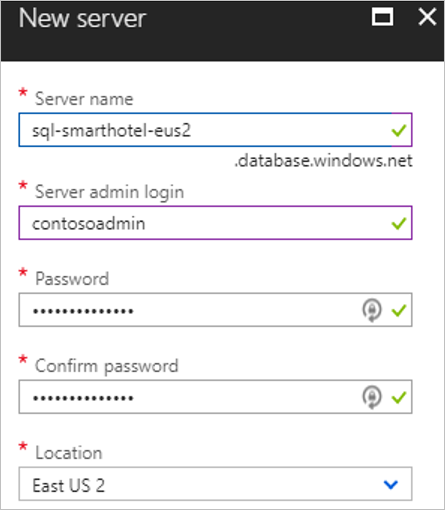 New server
* Server name
sql-smarthotel-eus2
.database.windows.net
* Server admin login
contosoadmin
* Password
••••••••••••••
* Confirm password
••••••••••••••
* Location
East US 2